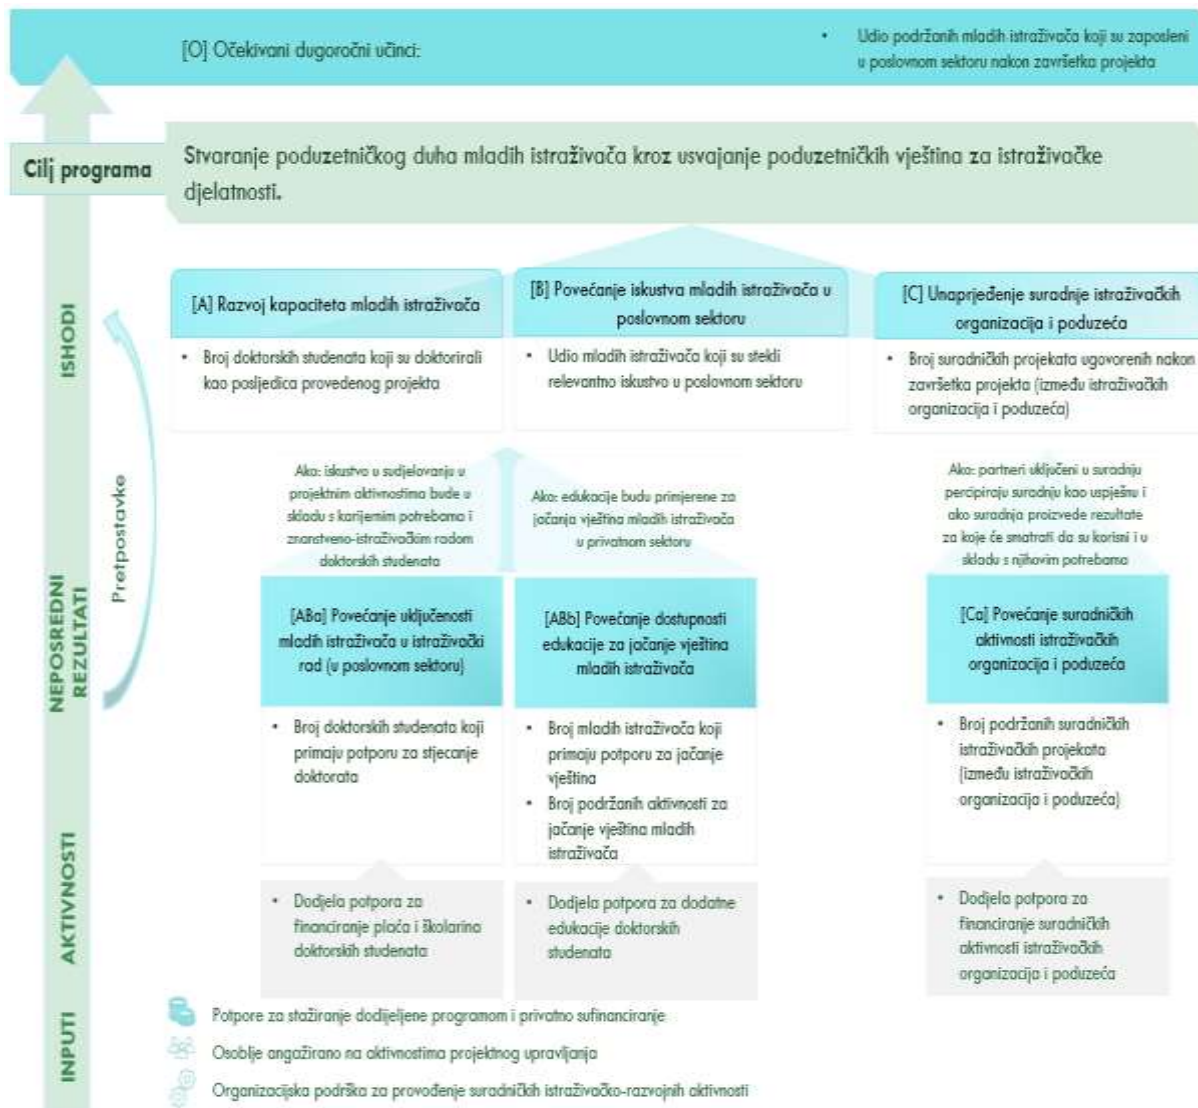 [O] Očekivani dugoročni učinci:
• Udio podržanih mladih istraživača koji su zaposleni
u poslovnom sektoru nakon završetka projekta
Cilj programa
Stvaranje poduzetničkog duha mladih istraživača kroz usvajanje poduzetničkih vještina za istraživačke
djelatnosti.
ISHODI
[A] Razvoj kapaciteta mladih istraživača
• Broj doktorskih studenata koji su doktorirali
kao posljedica provedenog projekta
[B] Povećanje iskustva mladih istraživača u
poslovnom sektoru
• Udio mladih istraživača koji su stekli
relevantno iskustvo u poslovnom sektoru
[C] Unaprjeđenje suradnje istraživačkih
organizacija i poduzeća
• Broj suradničkih projekata ugovorenih nakon
završetka projekta (između istraživačkih
organizacija i poduzeća)
Pretpostavke
Ako: iskustvo u sudjelovanju u
projektnim aktivnostima bude u
skladu s karijernim potrebama i
znanstveno-istraživačkim radom
doktorskih studenata
Ako: edukacije budu primjerene za
jačanja vještina mladih istraživača
u privatnom sektoru
Ako: partneri uključeni u suradnju
percipiraju suradnju kao uspješnu i
ako suradnja proizvede rezultate
za koje će smatrati da su korisni i u
skladu s njihovim potrebama
NEPOSREDNI
REZULTATI
[ABa] Povećanje uključenosti
mladih istraživača u istraživački
rad (u poslovnom sektoru)
• Broj doktorskih studenata koji
primaju potporu za stjecanje
doktorata
[ABb] Povećanje dostupnosti
edukacije za jačanje vještina
mladih istraživača
• Broj mladih istraživača koji
primaju potporu za jačanje
vještina
• Broj podržanih aktivnosti za
jačanje vještina mladih
istraživača
[Ca] Povećanje suradničkih
aktivnosti istraživačkih
organizacija i poduzeća
• Broj podržanih suradničkih
istraživačkih projekata
(između istraživačkih
organizacija i poduzeća)
AKTIVNOSTI
• Dodjela potpora za
financiranje plaća i školarina
doktorskih studenata
• Dodjela potpora za dodatne
edukacije doktorskih
studenata
• Dodjela potpora za
financiranje suradničkih
aktivnosti istraživačkih
organizacija i poduzeća
INPUTI
Potpore za stažiranje dodijeljene programom i privatno sufinanciranje
Osoblje angažirano na aktivnostima projektnog upravljanja
Organizacijska podrška za provođenje suradničkih istraživačko-razvojnih aktivnosti